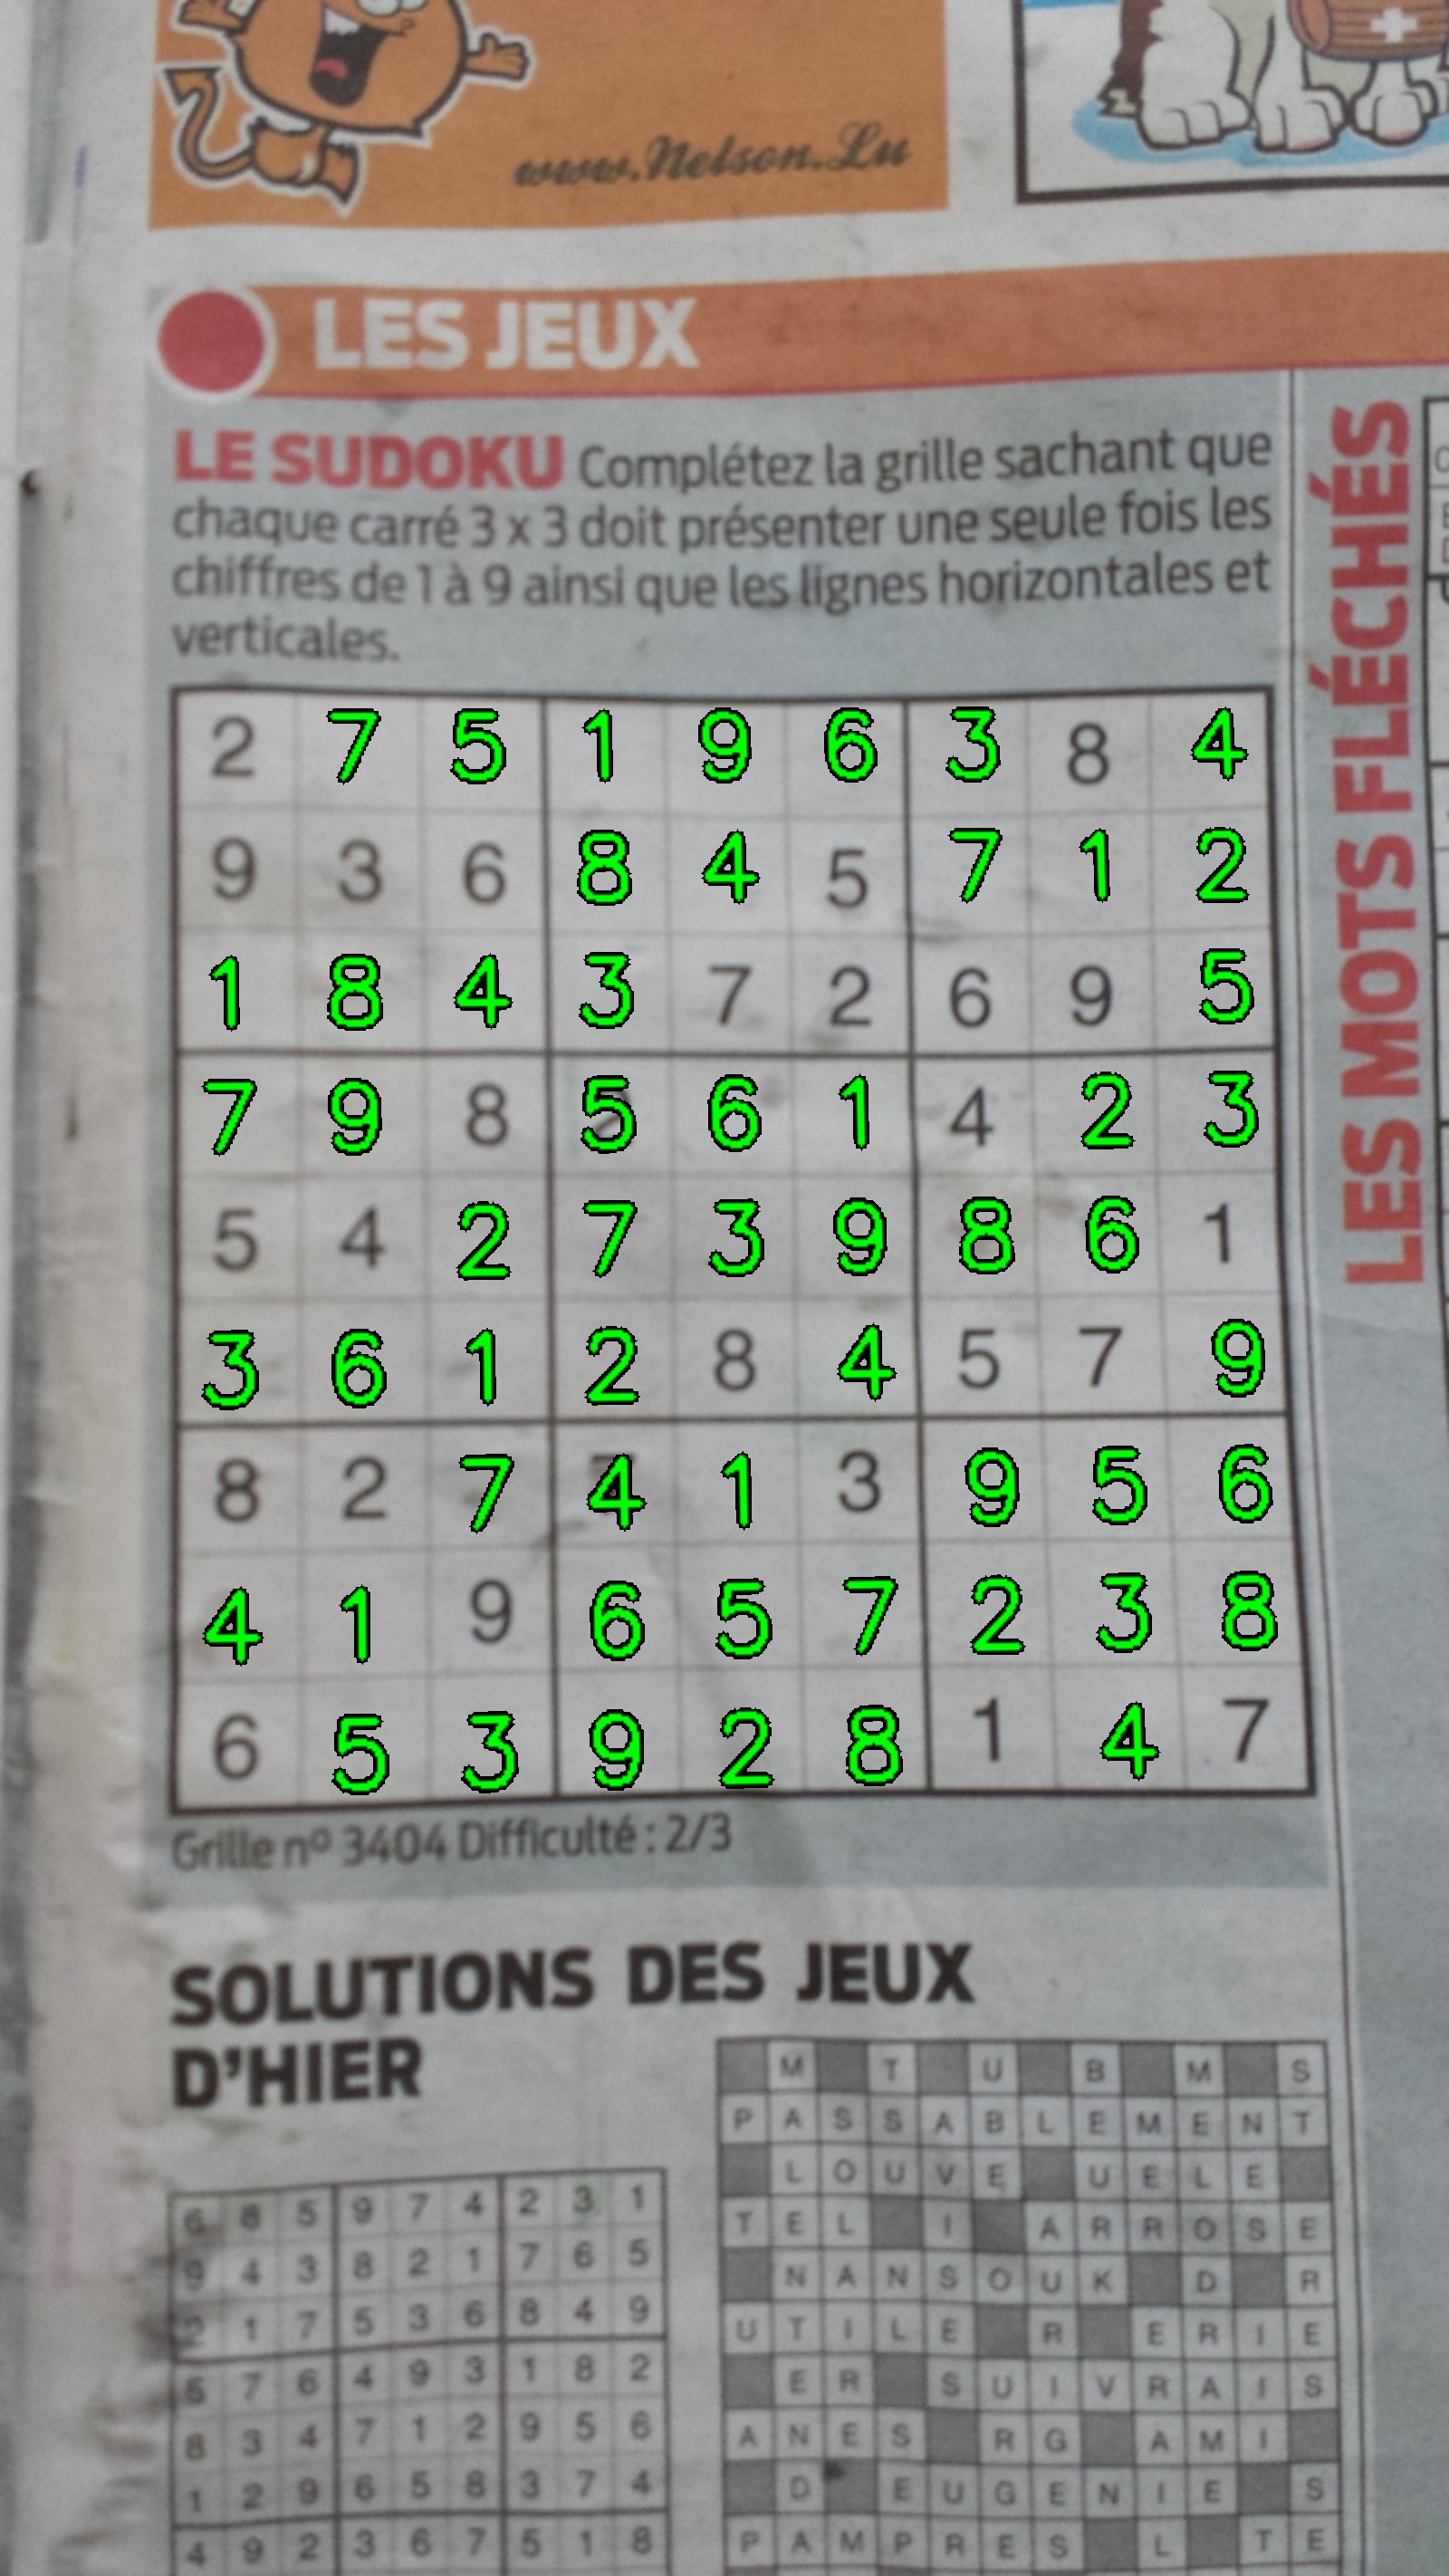 www.Nelson.Lu
LES JEUX
LE SUDOKU Complétez la grille sachant que
chaque carré 3 x 3 doit présenter une seule fois les
chiffres de 1 à 9 ainsi que les lignes horizontales et
verticales.
2 7 5 1 9 6 3 8 4
9 3 6 8 4 5 7 1 2
1 8 4 3 7 2 6 9 5
7 9 8 5 6 1 4 2 3
5 4 2 7 3 9 8 6 1
3 6 1 2 8 4 5 7 9
8 2 7 4 1 3 9 5 6
4 1 9 6 5 7 2 3 8
6 5 3 9 2 8 1 4 7
Grille nº 3404 Difficulté : 2/3
LES MOTS FLÉCHÉS
SOLUTIONS DES JEUX
D'HIER
6 8 5 9 7 4 2 3 1
9 4 3 8 2 1 7 6 5
2 1 7 5 3 6 8 4 9
5 7 6 4 9 3 1 8 2
8 3 4 7 1 2 9 5 6
1 2 9 6 5 8 3 7 4
4 9 2 3 6 7 5 1 8
M T U B M S
P A S S A B L E M E N T
L O U V E U E L E
T E L I A R R O S E
N A N S O U K D R
U T I L E R E R I E
E R S U I V R A I S
A N E S R G A M I
D E U G E N I E S
P A M P R E S L T E